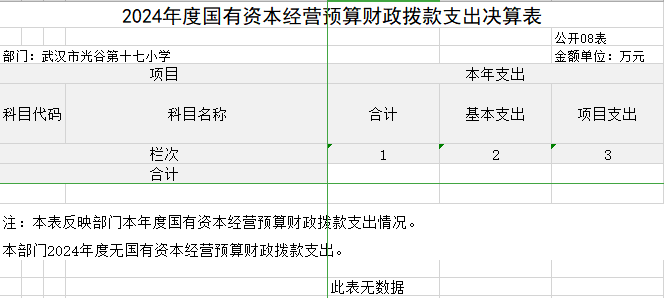 2024年度国有资本经营预算财政拨款支出决算表
公开08表
部门：武汉市光谷第十七小学 金额单位：万元
项目 本年支出
科目代码 科目名称 合计 基本支出 项目支出
栏次 1 2 3
合计
注：本表反映部门本年度国有资本经营预算财政拨款支出情况。
本部门2024年度无国有资本经营预算财政拨款支出。
此表无数据